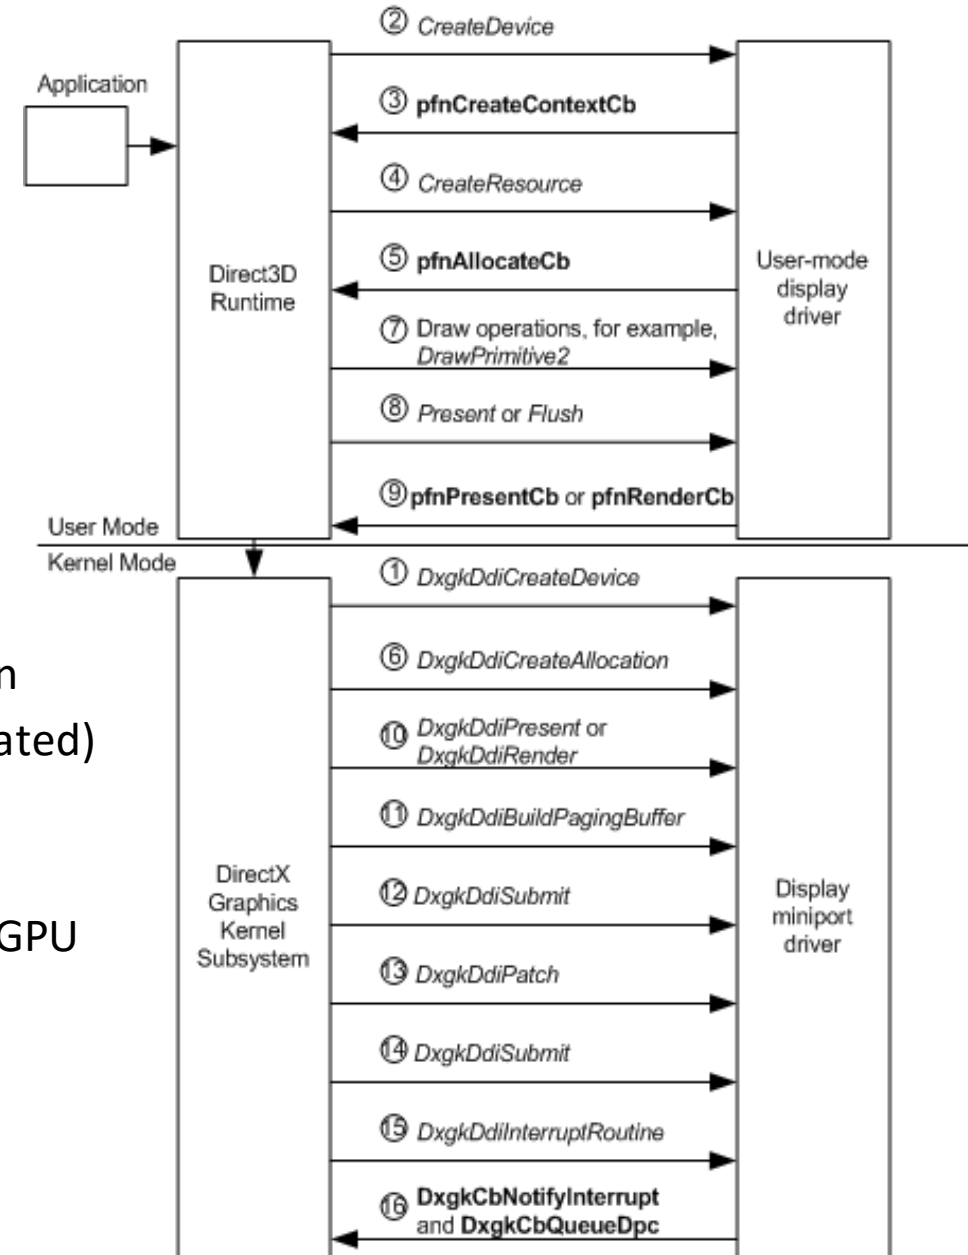 ② CreateDevice
Application
③ pfnCreateContextCb
④ CreateResource
⑤ pfnAllocateCb
Direct3D
Runtime
User-mode
display
driver
⑦ Draw operations, for example,
DrawPrimitive2
⑧ Present or Flush
⑨ pfnPresentCb or pfnRenderCb
User Mode
Kernel Mode
① DxgkDdiCreateDevice
⑥ DxgkDdiCreateAllocation
ated)
⑩ DxgkDdiPresent or
DxgkDdiRender
⑪ DxgkDdiBuildPagingBuffer
DirectX
Graphics
Kernel
Subsystem
⑫ DxgkDdiSubmit
Display
miniport
driver
GPU
⑬ DxgkDdiPatch
⑭ DxgkDdiSubmit
⑮ DxgkDdiInterruptRoutine
⑯ DxgkCbNotifyInterrupt
and DxgkCbQueueDpc